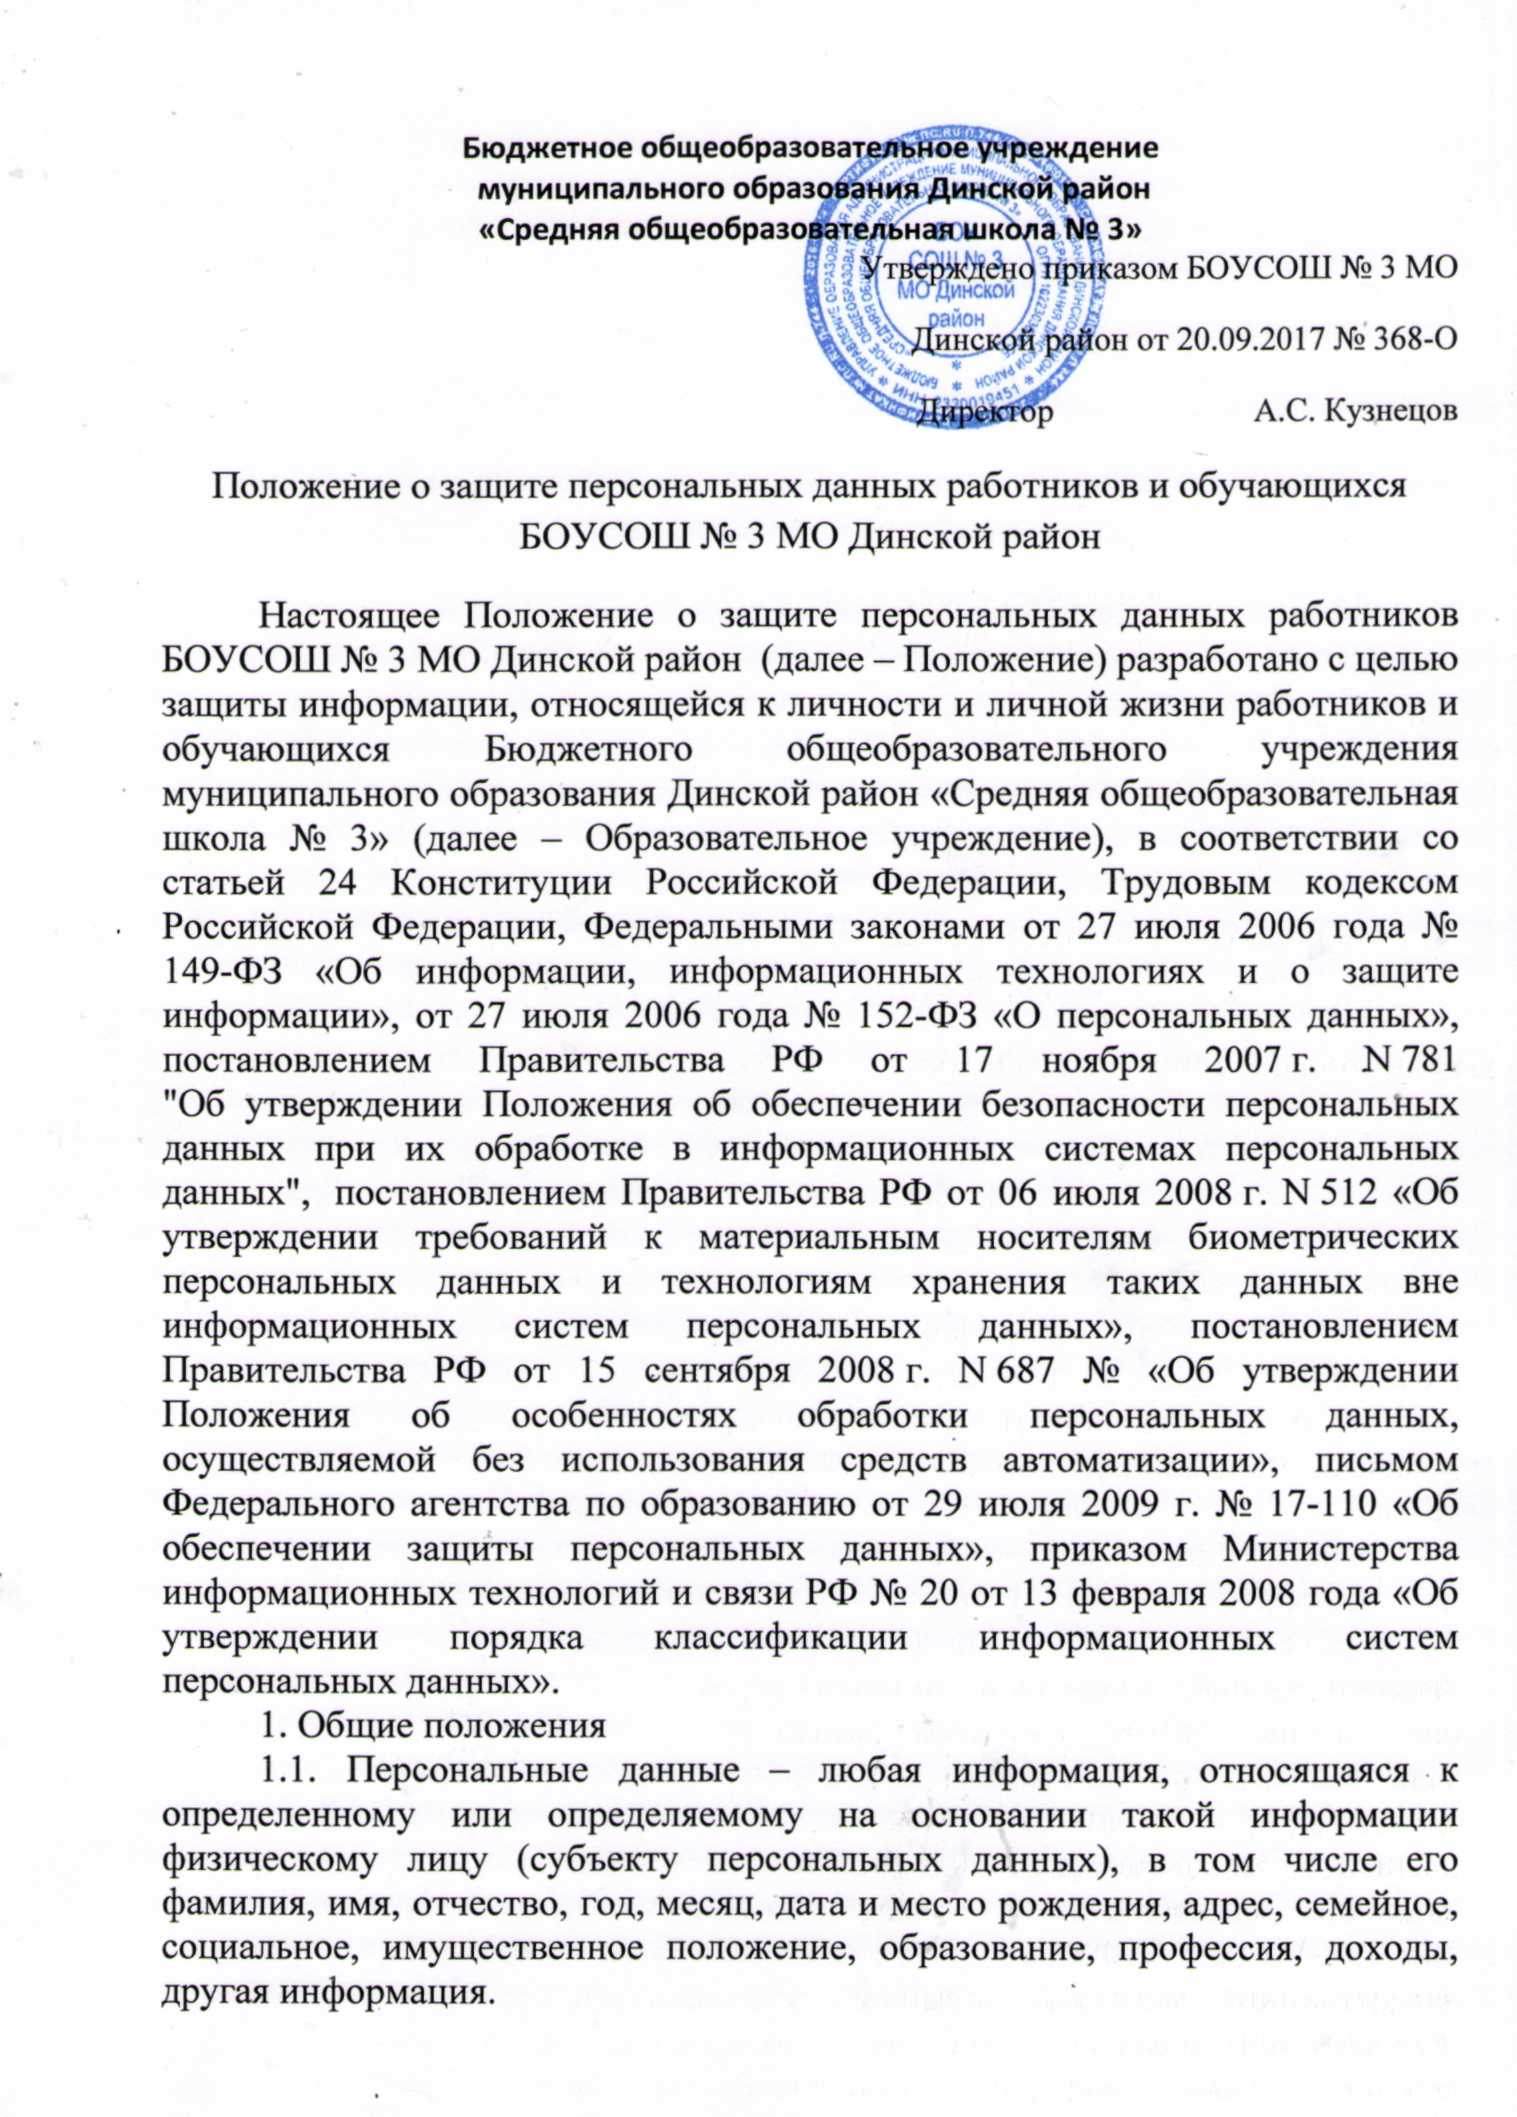 Бюджетное общеобразовательное учреждение
муниципального образования Динской район
«Средняя общеобразовательная школа № 3»
Утверждено приказом БОУСОШ № 3 МО
Динской район от 20.09.2017 № 368-О
Директор А.С. Кузнецов
СОШ № 3
МО Динской
район
Положение о защите персональных данных работников и обучающихся
БОУСОШ № 3 МО Динской район
Настоящее Положение о защите персональных данных работников
БОУСОШ № 3 МО Динской район (далее – Положение) разработано с целью
защиты информации, относящейся к личности и личной жизни работников и
обучающихся Бюджетного общеобразовательного учреждения
муниципального образования Динской район «Средняя общеобразовательная
школа № 3» (далее – Образовательное учреждение), в соответствии со
статьей 24 Конституции Российской Федерации, Трудовым кодексом
Российской Федерации, Федеральными законами от 27 июля 2006 года №
149-ФЗ «Об информации, информационных технологиях и о защите
информации», от 27 июля 2006 года № 152-ФЗ «О персональных данных»,
постановлением Правительства РФ от 17 ноября 2007 г. N 781
"Об утверждении Положения об обеспечении безопасности персональных
данных при их обработке в информационных системах персональных
данных", постановлением Правительства РФ от 06 июля 2008 г. N 512 «Об
утверждении требований к материальным носителям биометрических
персональных данных и технологиям хранения таких данных вне
информационных систем персональных данных», постановлением
Правительства РФ от 15 сентября 2008 г. N 687 № «Об утверждении
Положения об особенностях обработки персональных данных,
осуществляемой без использования средств автоматизации», письмом
Федерального агентства по образованию от 29 июля 2009 г. № 17-110 «Об
обеспечении защиты персональных данных», приказом Министерства
информационных технологий и связи РФ № 20 от 13 февраля 2008 года «Об
утверждении порядка классификации информационных систем
персональных данных».
1. Общие положения
1.1. Персональные данные – любая информация, относящаяся к
определенному или определяемому на основании такой информации
физическому лицу (субъекту персональных данных), в том числе его
фамилия, имя, отчество, год, месяц, дата и место рождения, адрес, семейное,
социальное, имущественное положение, образование, профессия, доходы,
другая информация.